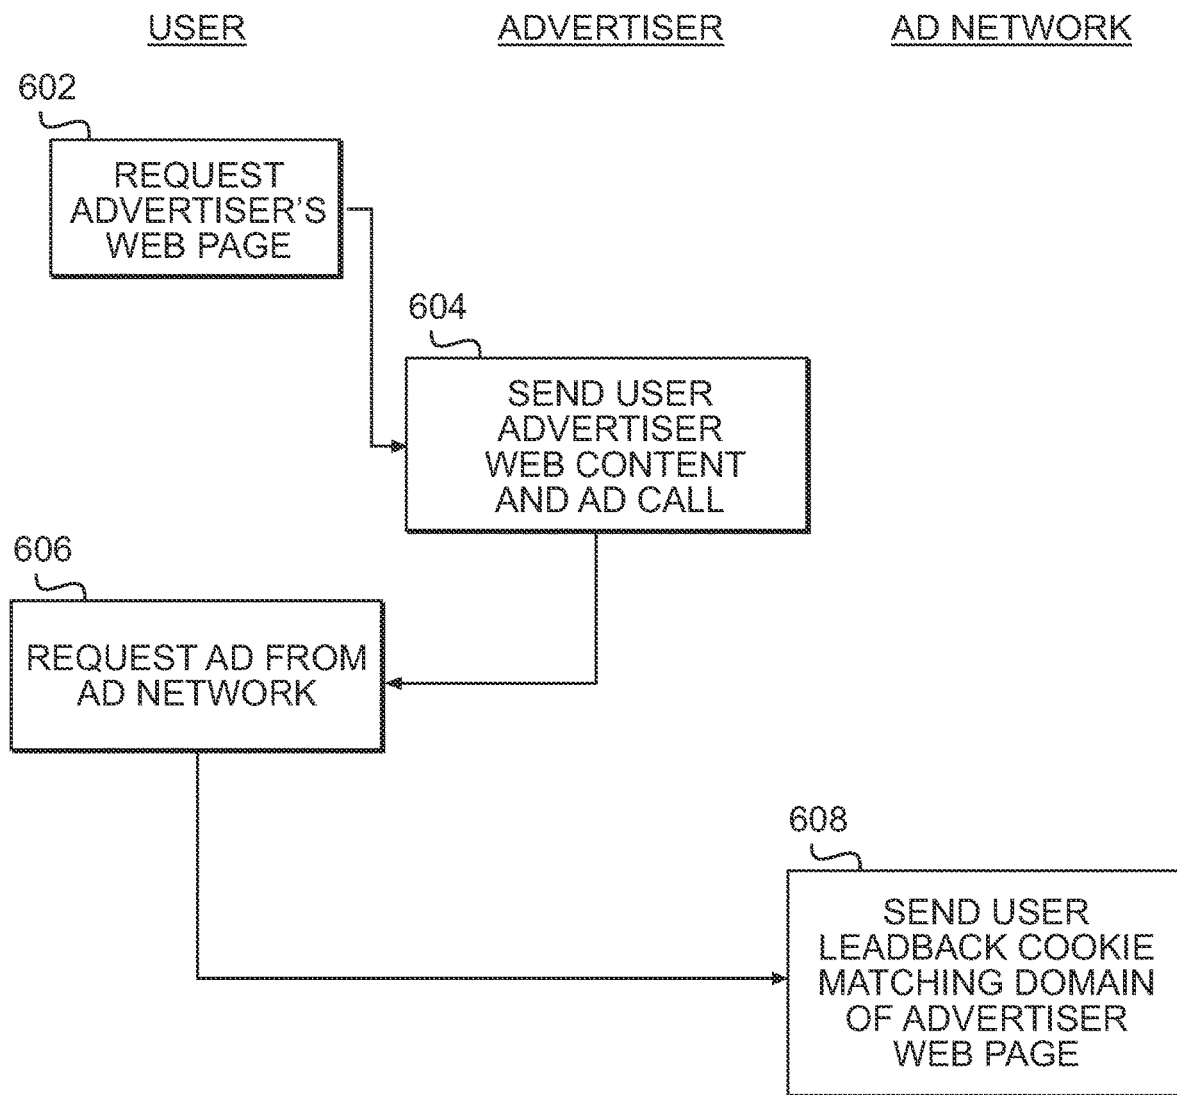 USER ADVERTISER AD NETWORK
602
REQUEST
ADVERTISER'S
WEB PAGE
604
SEND USER
ADVERTISER
WEB CONTENT
AND AD CALL
606
REQUEST AD FROM
AD NETWORK
608
SEND USER
LEADBACK COOKIE
MATCHING DOMAIN
OF ADVERTISER
WEB PAGE